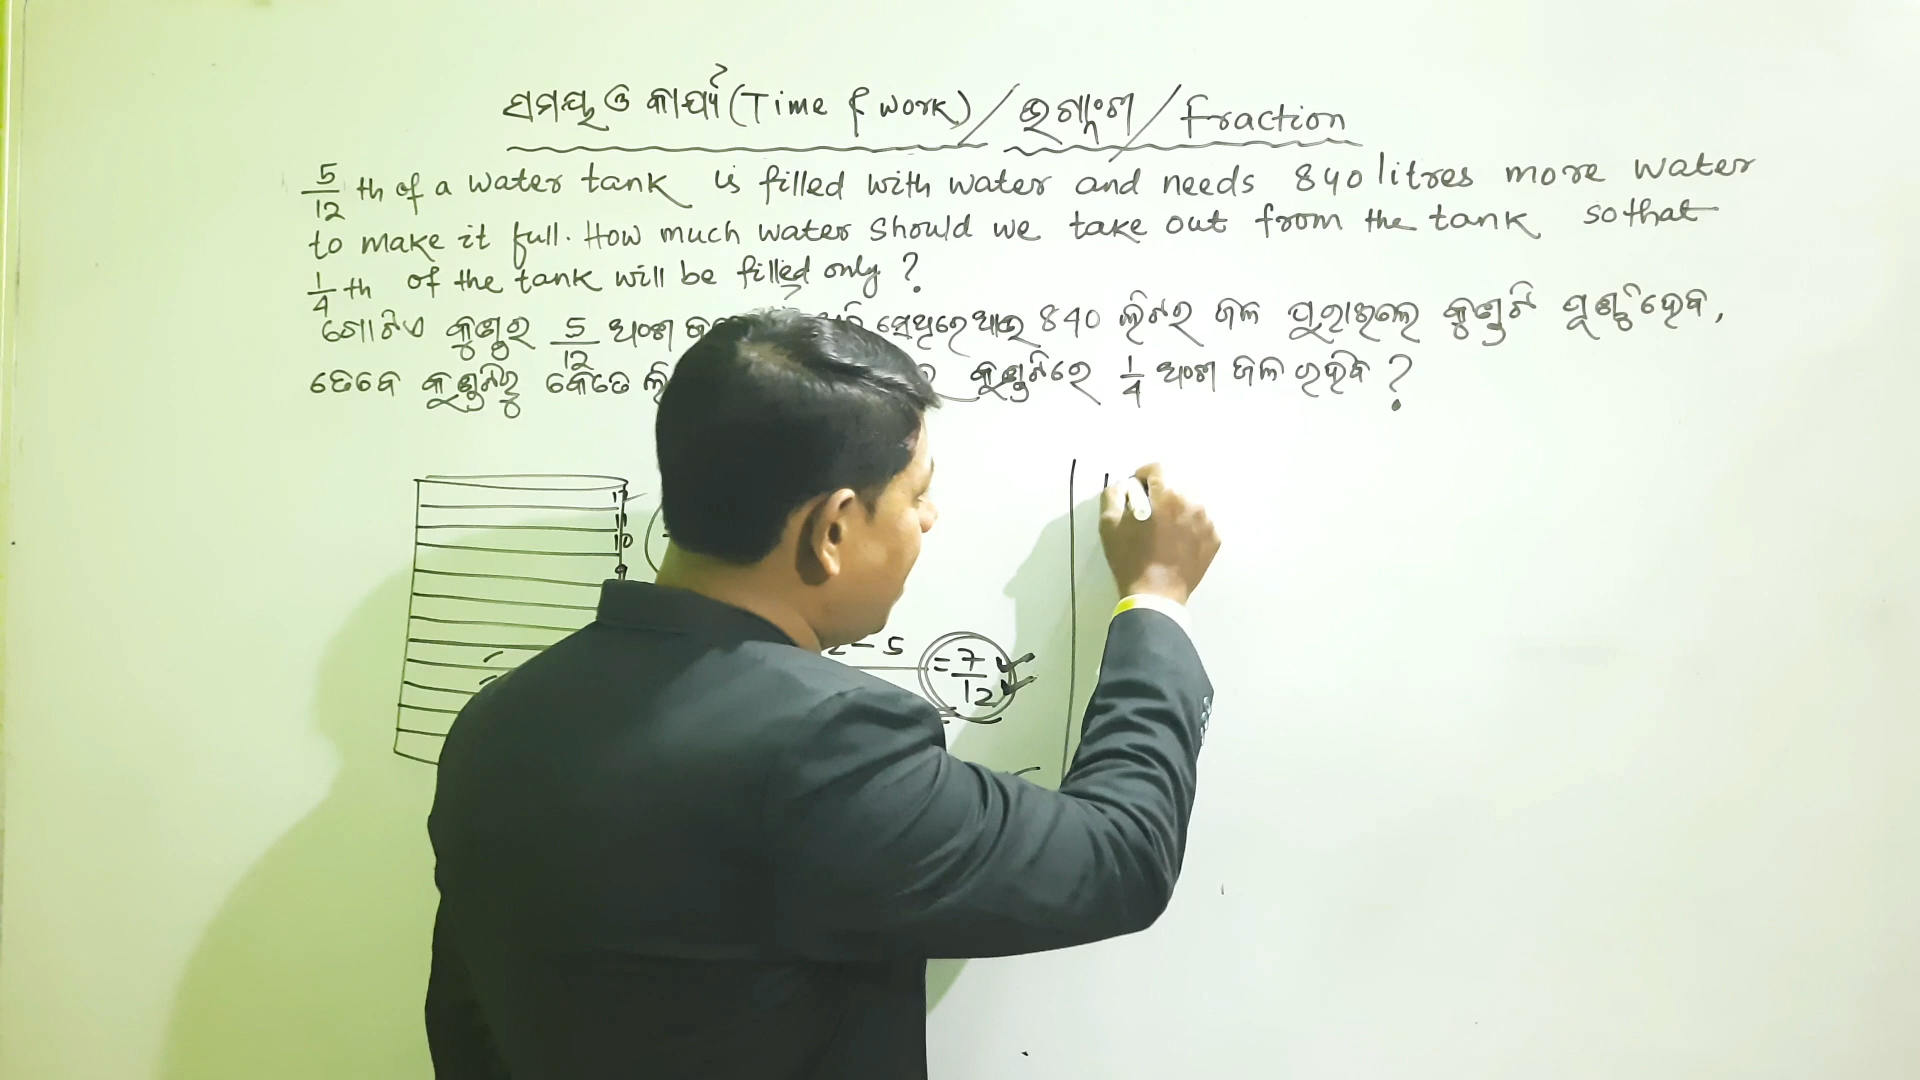 ସମୟ ଓ କାର୍ଯ୍ୟ (Time & work) / ଭଗ୍ନାଂଶ / Fraction
5/12 th of a water tank is filled with water and needs 840 litres more water
to make it full. How much water should we take out from the tank so that
1/4 th of the tank will be filled only ?
ଗୋଟିଏ କୁଣ୍ଡର 5/12 ଅଂଶ ସେଥିରେ ଆଉ 840 ଲିଟର ଜଳ ପୁରାଇଲେ କୁଣ୍ଡଟି ପୂର୍ଣ୍ଣ ହେବ,
ତେବେ କୁଣ୍ଡଟିରୁ କେତେ କୁଣ୍ଡଟିରେ 1/4 ଅଂଶ ଜଳ ରହିବ ?
12
11
10
9
- 5 = 7/12